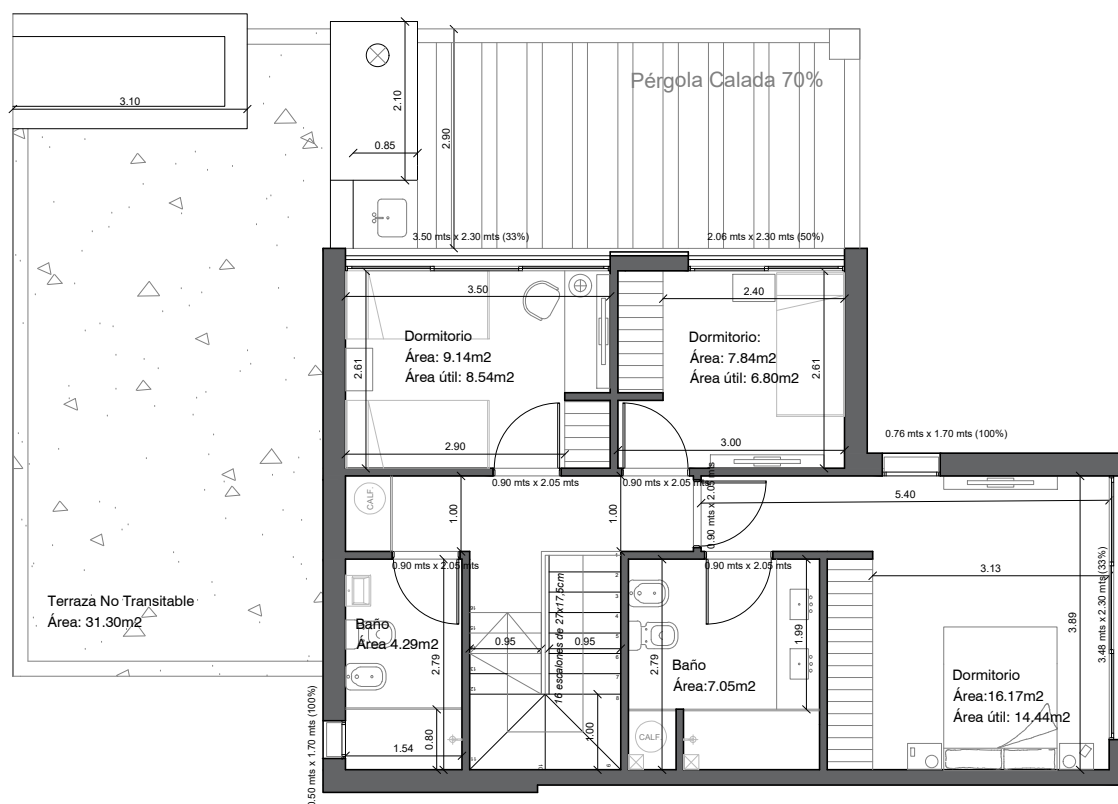 3.10
2.10
0.85
2.90
Pérgola Calada 70%
3.50 mts x 2.30 mts (33%)
2.06 mts x 2.30 mts (50%)
3.50
2.40
Dormitorio
Área: 9.14m2
Área útil: 8.54m2
2.61
Dormitorio:
Área: 7.84m2
Área útil: 6.80m2
2.61
2.90
3.00
0.76 mts x 1.70 mts (100%)
0.90 mts x 2.05 mts
0.90 mts x 2.05 mts
0.90 mts x 2.05 mts
5.40
CALF.
1.00
1.00
0.90 mts x 2.05 mts
0.90 mts x 2.05 mts
3.13
3.89
3.48 mts x 2.30 mts (33%)
Terraza No Transitable
Área: 31.30m2
Baño
Área 4.29m2
2.79
0.95
0.95
16 escalones de 27x17,5cm
2.79
1.99
Baño
Área:7.05m2
Dormitorio
Área:16.17m2
Área útil: 14.44m2
0.50 mts x 1.70 mts (100%)
1.54
0.80
1.00
CALF.